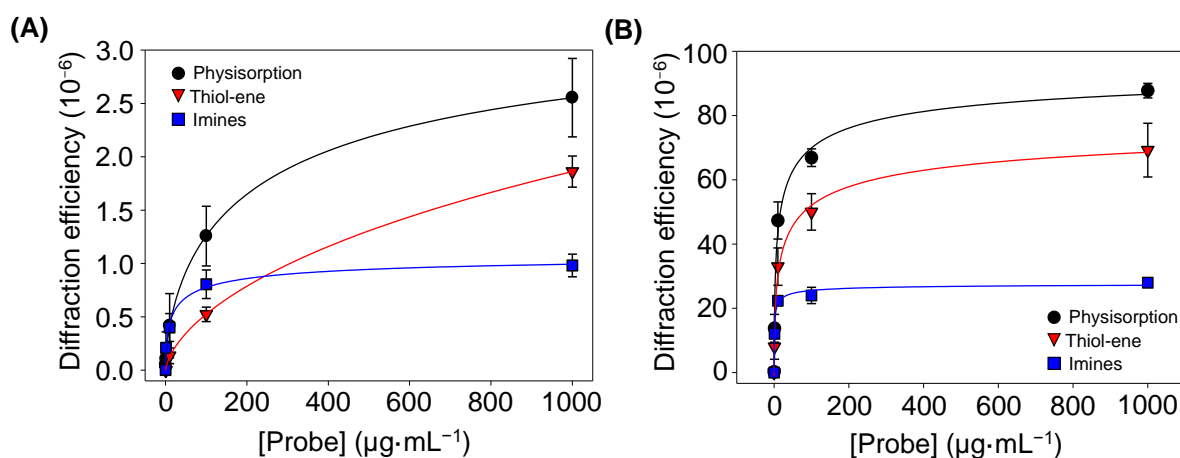 (A)
Diffraction efficiency (10⁻⁶)
3.0
2.5
2.0
1.5
1.0
0.5
0.0
Physisorption
Thiol-ene
Imines
0 200 400 600 800 1000
[Probe] (µg·mL⁻¹)
(B)
Diffraction efficiency (10⁻⁶)
100
80
60
40
20
0
Physisorption
Thiol-ene
Imines
0 200 400 600 800 1000
[Probe] (µg·mL⁻¹)